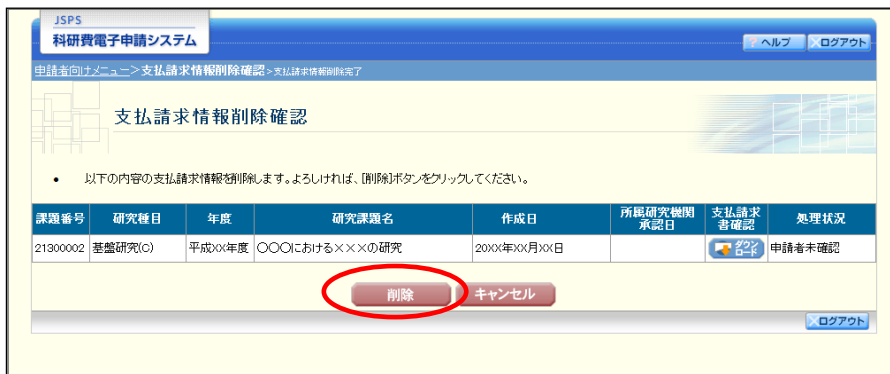 JSPS
科研費電子申請システム
? ヘルプ
×ログアウト
申請者向けメニュー>支払請求情報削除確認>支払請求情報削除完了
支払請求情報削除確認
• 以下の内容の支払請求情報を削除します。よろしければ、[削除]ボタンをクリックしてください。
課題番号 研究種目 年度 研究課題名 作成日 所属研究機関承認日 支払請求書確認 処理状況
21300002 基盤研究(C) 平成XX年度 〇〇〇における×××の研究 20XX年XX月XX日 ダウンロード 申請者未確認
削除 キャンセル
×ログアウト